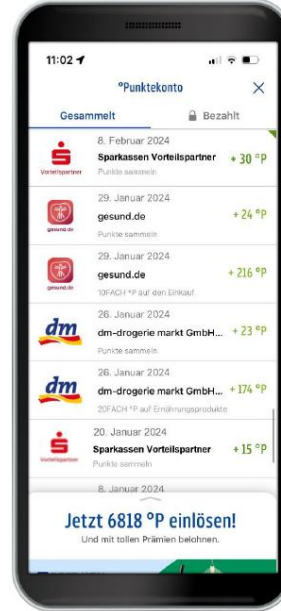 11:02
°Punktekonto
Gesammelt
Bezahlt
8. Februar 2024
Sparkassen Vorteilspartner
+ 30 °P
Vorteilspartner
Punkte sammeln
29. Januar 2024
gesund.de
+ 24 °P
gesund.de
Punkte sammeln
29. Januar 2024
gesund.de
+ 216 °P
gesund.de
10FACH °P auf den Einkauf
26. Januar 2024
dm
dm-drogerie markt GmbH...
+ 23 °P
Punkte sammeln
26. Januar 2024
dm
dm-drogerie markt GmbH...
+ 174 °P
20FACH °P auf Ernährungsprodukte
20. Januar 2024
Sparkassen Vorteilspartner
+ 15 °P
Vorteilspartner
Punkte sammeln
8. Januar 2024
Jetzt 6818 °P einlösen!
Und mit tollen Prämien belohnen.